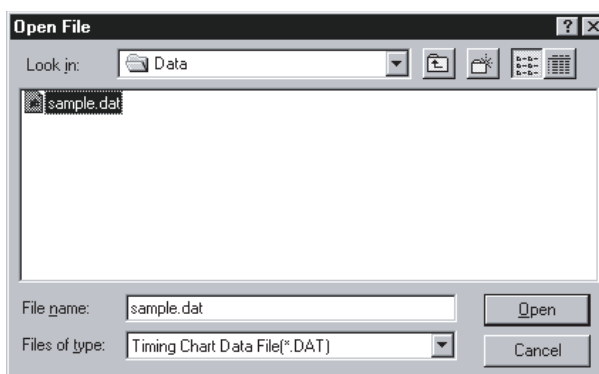 Open File
Look in: Data
sample.dat
File name: sample.dat Open
Files of type: Timing Chart Data File(*.DAT) Cancel